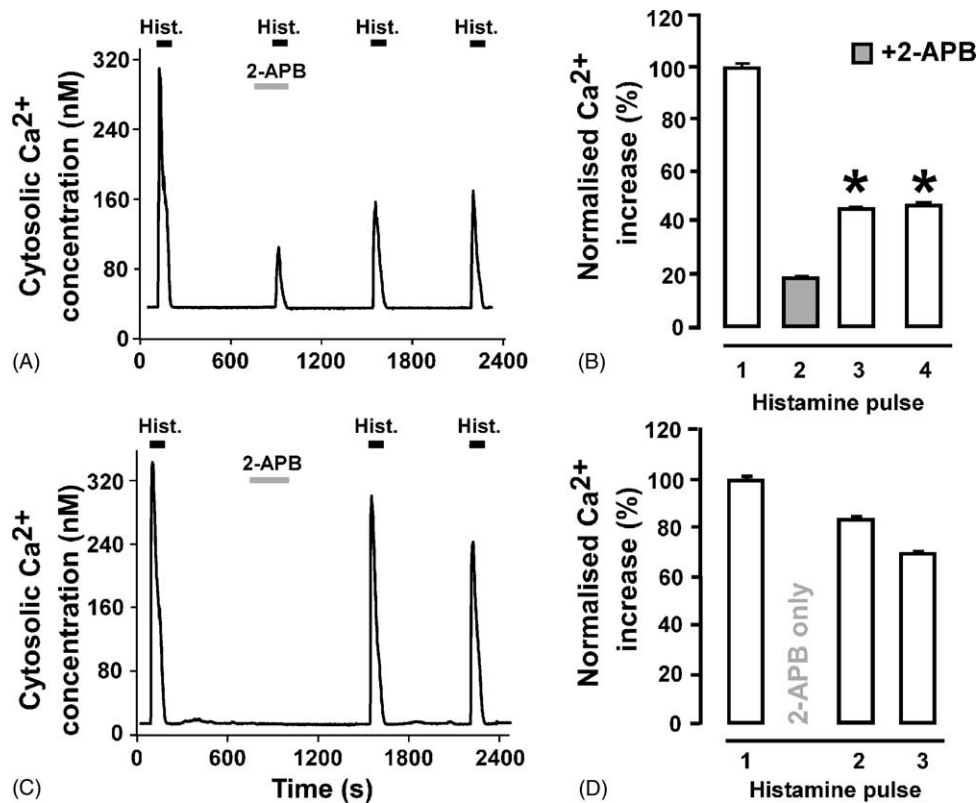 Hist. Hist. Hist. Hist.
2-APB
320
240
160
80
0
Cytosolic Ca2+
concentration (nM)
0 600 1200 1800 2400
(A)
120
100
80
60
40
20
0
Normalised Ca2+
increase (%)
+2-APB
* *
1 2 3 4
Histamine pulse
(B)
Hist. Hist. Hist.
2-APB
320
240
160
80
0
Cytosolic Ca2+
concentration (nM)
0 600 1200 1800 2400
Time (s)
(C)
120
100
80
60
40
20
0
Normalised Ca2+
increase (%)
2-APB only
1 2 3
Histamine pulse
(D)